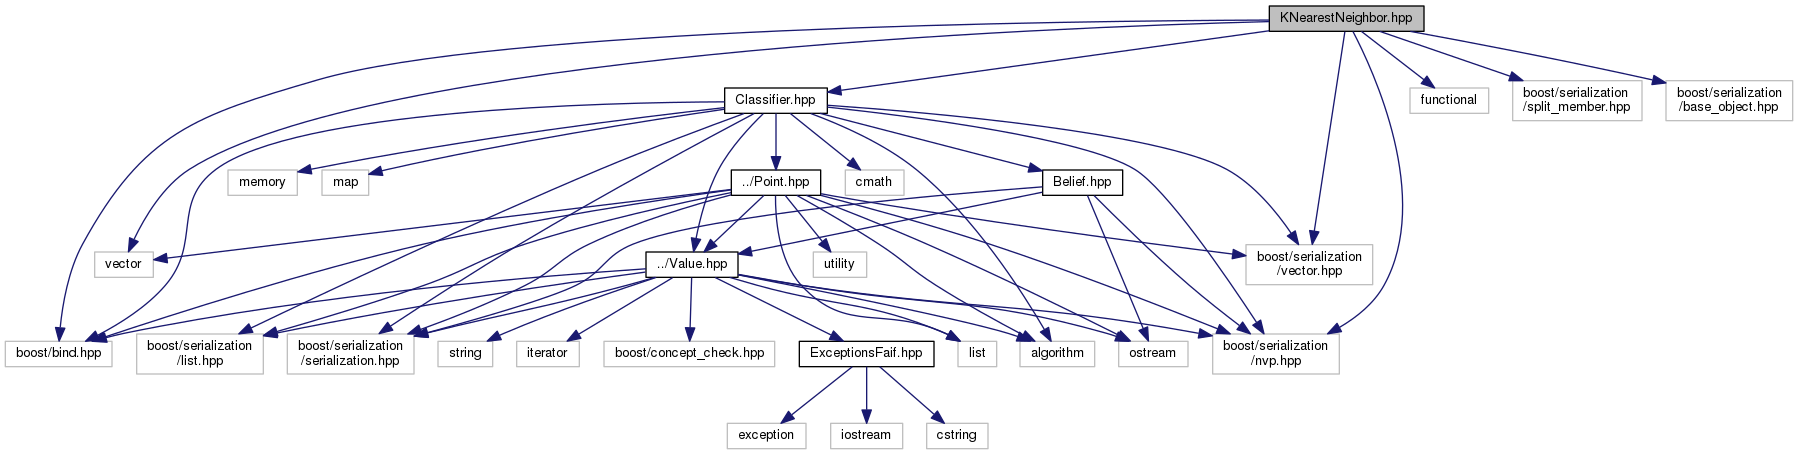 KNearestNeighbor.hpp
Classifier.hpp
functional
boost/serialization
/split_member.hpp
boost/serialization
/base_object.hpp
memory
map
../Point.hpp
cmath
Belief.hpp
vector
../Value.hpp
utility
boost/serialization
/vector.hpp
boost/bind.hpp
boost/serialization
/list.hpp
boost/serialization
/serialization.hpp
string
iterator
boost/concept_check.hpp
ExceptionsFaif.hpp
list
algorithm
ostream
boost/serialization
/nvp.hpp
exception
iostream
cstring